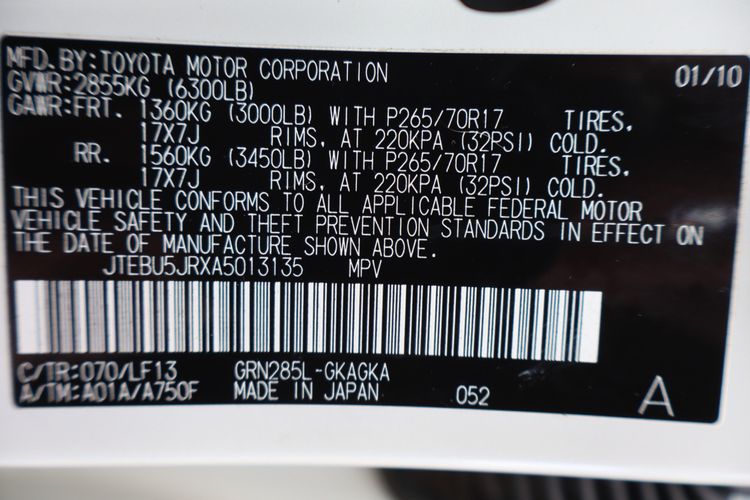 MFD. BY: TOYOTA MOTOR CORPORATION 01/10
GVWR: 2855KG (6300LB)
GAWR: FRT. 1360KG (3000LB) WITH P265/70R17 TIRES,
17X7J RIMS, AT 220KPA (32PSI) COLD.
RR. 1560KG (3450LB) WITH P265/70R17 TIRES,
17X7J RIMS, AT 220KPA (32PSI) COLD.
THIS VEHICLE CONFORMS TO ALL APPLICABLE FEDERAL MOTOR
VEHICLE SAFETY AND THEFT PREVENTION STANDARDS IN EFFECT ON
THE DATE OF MANUFACTURE SHOWN ABOVE.
JTEBU5JRXA5013135 MPV
C/TR: 070/LF13 GRN285L-GKAGKA
A/TM: A01A/A750F MADE IN JAPAN 052 A